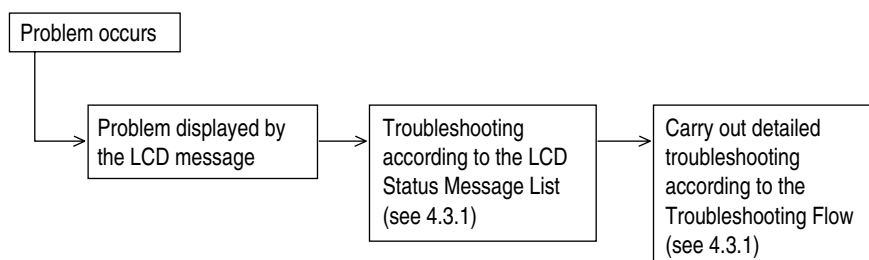 Problem occurs
Problem displayed by
the LCD message
Troubleshooting
according to the LCD
Status Message List
(see 4.3.1)
Carry out detailed
troubleshooting
according to the
Troubleshooting Flow
(see 4.3.1)